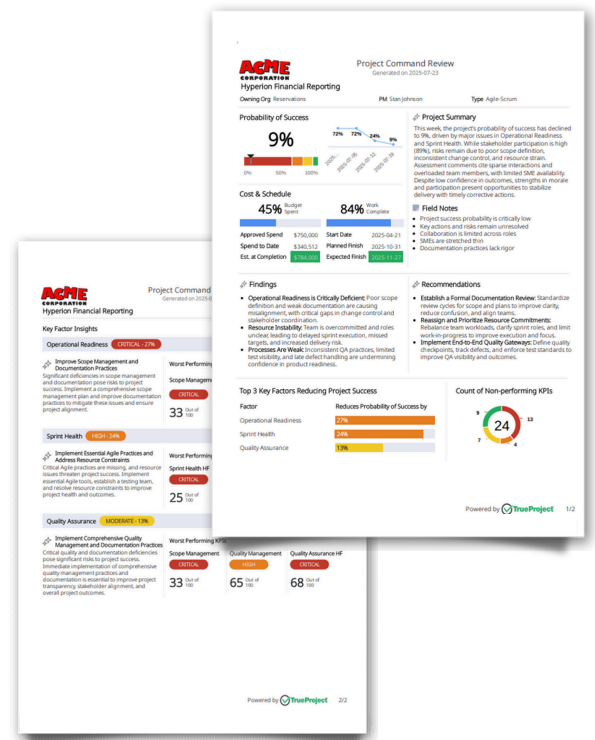 ACME
CORPORATION
Project Command Review
Generated on 2025-07-23
Hyperion Financial Reporting
Owning Org Reservations
PM Stan Johnson
Type Agile-Scrum
Probability of Success
9%
72%
72%
24%
9%
0%
50%
100%
Project Summary
This week, the project's probability of success has declined
to 9%, driven by major issues in Operational Readiness
and Sprint Health. While stakeholder participation is high
(89%), risks remain due to poor scope definition,
inconsistent change control, and resource strain.
Assessment comments cite sparse interactions and
overloaded team members, with limited SME availability.
Despite low confidence in outcomes, strengths in morale
and participation present opportunities to stabilize
delivery with timely corrective actions.
Cost & Schedule
45% Budget Spent
84% Work Complete
Approved Spend $750,000
Start Date 2025-04-21
Spend to Date $340,512
Planned Finish 2025-10-31
Est. at Completion $784,000
Expected Finish 2025-11-27
Field Notes
• Project success probability is critically low
• Key actions and risks remain unresolved
• Collaboration is limited across roles
• SMEs are stretched thin
• Documentation practices lack rigor
Findings
• Operational Readiness is Critically Deficient: Poor scope
definition and weak documentation are causing
misalignment, with critical gaps in change control and
stakeholder coordination.
• Resource Instability: Team is overcommitted and roles
unclear, leading to delayed sprint execution, missed
targets, and increased delivery risk.
• Processes Are Weak: Inconsistent QA practices, limited
test visibility, and late defect handling are undermining
confidence in product readiness.
Recommendations
• Establish a Formal Documentation Review: Standardize
review cycles for scope and plans to improve clarity,
reduce confusion, and align teams.
• Reassign and Prioritize Resource Commitments:
Rebalance team workloads, clarify sprint roles, and limit
work-in-progress to improve execution and focus.
• Implement End-to-End Quality Gateways: Define quality
checkpoints, track defects, and enforce test standards to
improve QA visibility and outcomes.
Top 3 Key Factors Reducing Project Success
Factor
Reduces Probability of Success by
Operational Readiness 27%
Sprint Health 24%
Quality Assurance 13%
Count of Non-performing KPIs
24
13
4
7
Powered by TrueProject 1/2
ACME
CORPORATION
Project Command
Generated on 2025-0
Hyperion Financial Reporting
Key Factor Insights
Operational Readiness CRITICAL - 27%
Improve Scope Management and
Documentation Practices
Significant deficiencies in scope management
and documentation pose risks to project
success. Implement a comprehensive scope
management plan and improve documentation
practices to mitigate these issues and ensure
project alignment.
Worst Performing
Scope Managem
CRITICAL
33 Out of 100
Sprint Health HIGH - 24%
Implement Essential Agile Practices and
Address Resource Constraints
Critical Agile practices are missing, and resource
issues threaten project success. Implement
essential Agile tools, establish a testing team,
and resolve resource constraints to improve
project health and outcomes.
Worst Performing
Sprint Health HF
CRITICAL
25 Out of 100
Quality Assurance MODERATE - 13%
Implement Comprehensive Quality
Management and Documentation Practices
Critical quality and documentation deficiencies
pose significant risks to project success.
Immediate implementation of comprehensive
quality management practices and
documentation is essential to improve project
transparency, stakeholder alignment, and
overall project outcomes.
Worst Performing KPIs
Scope Management
CRITICAL
33 Out of 100
Quality Management
HIGH
65 Out of 100
Quality Assurance HF
CRITICAL
68 Out of 100
Powered by TrueProject 2/2